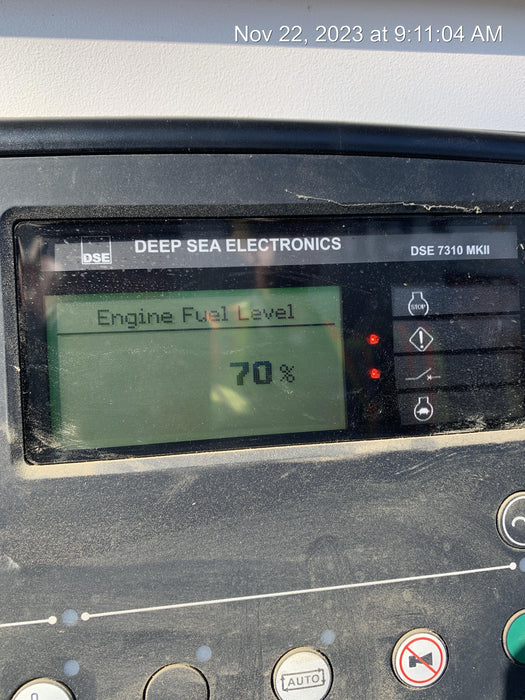 Nov 22, 2023 at 9:11:04 AM
DSE DEEP SEA ELECTRONICS DSE 7310 MKII
Engine Fuel Level
70 %
STOP
AUTO